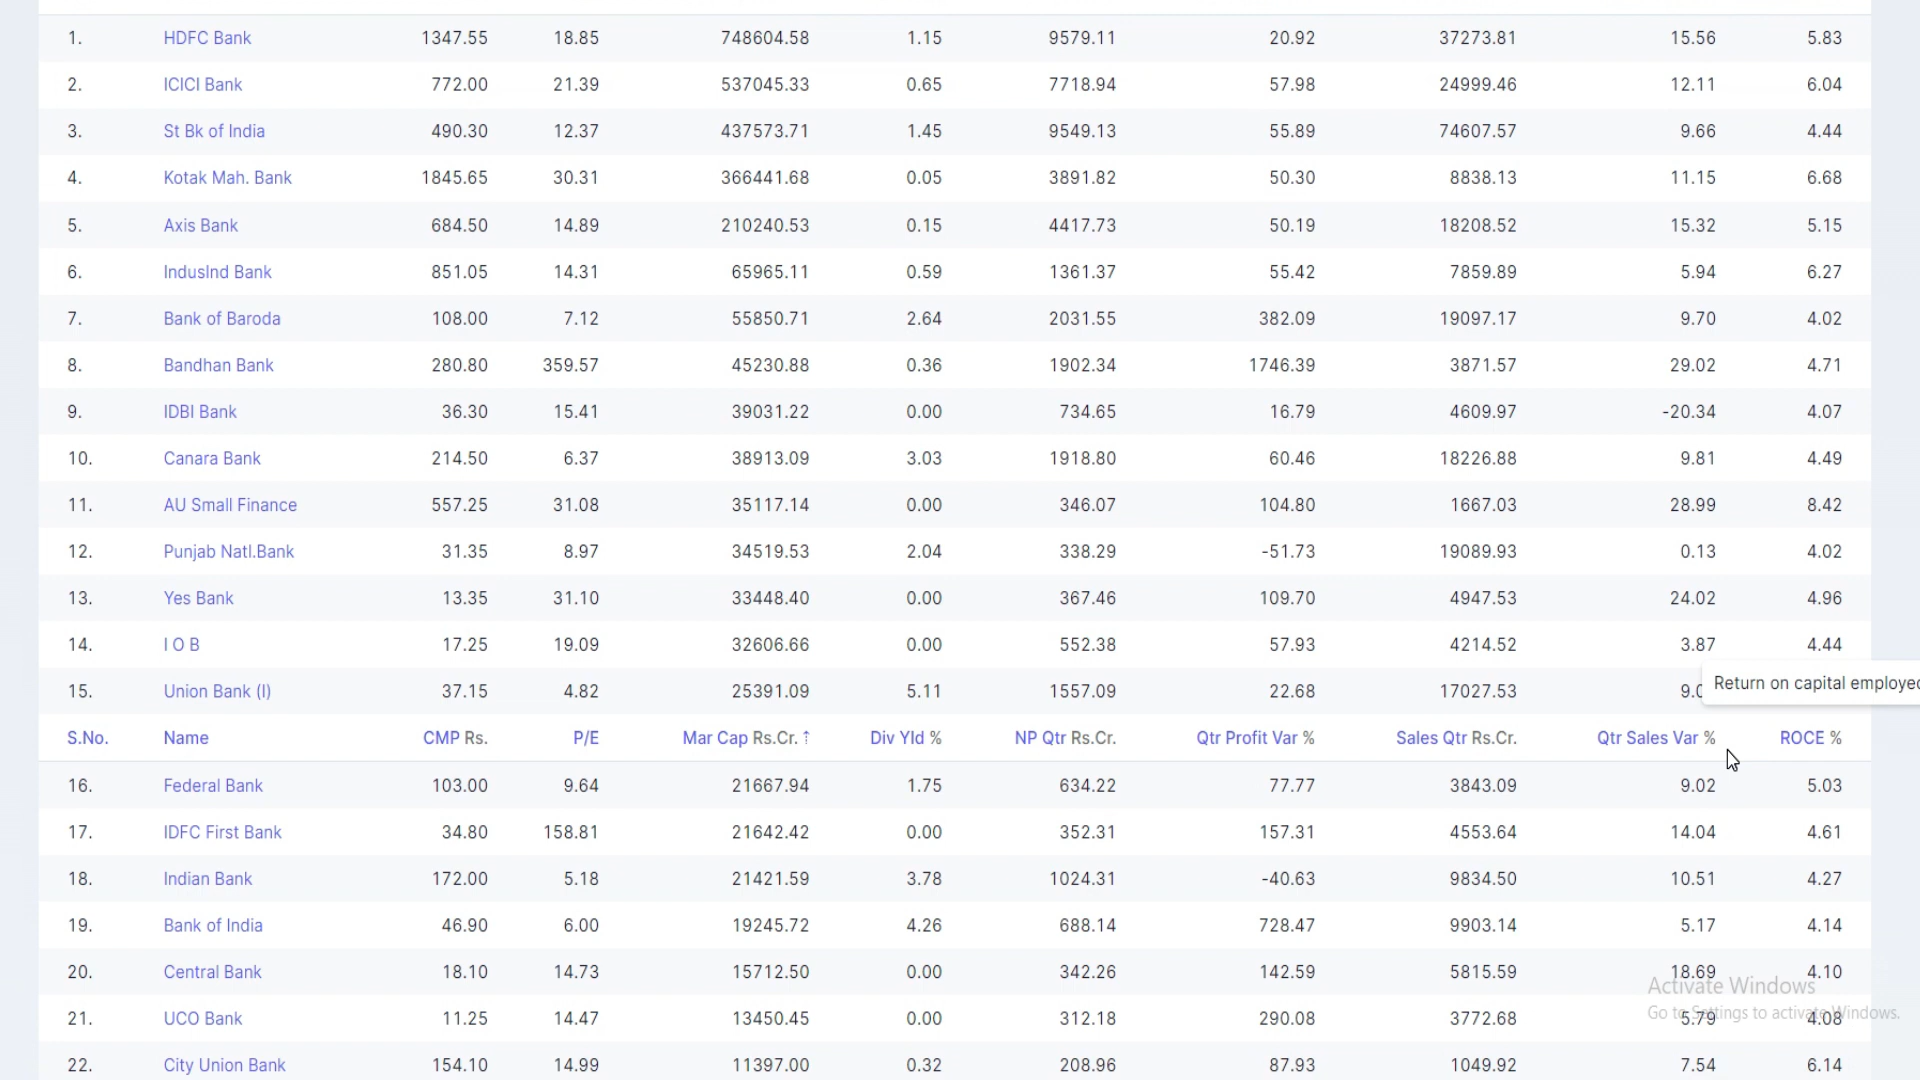 1. HDFC Bank 1347.55 18.85 748604.58 1.15 9579.11 20.92 37273.81 15.56 5.83
2. ICICI Bank 772.00 21.39 537045.33 0.65 7718.94 57.98 24999.46 12.11 6.04
3. St Bk of India 490.30 12.37 437573.71 1.45 9549.13 55.89 74607.57 9.66 4.44
4. Kotak Mah. Bank 1845.65 30.31 366441.68 0.05 3891.82 50.30 8838.13 11.15 6.68
5. Axis Bank 684.50 14.89 210240.53 0.15 4417.73 50.19 18208.52 15.32 5.15
6. IndusInd Bank 851.05 14.31 65965.11 0.59 1361.37 55.42 7859.89 5.94 6.27
7. Bank of Baroda 108.00 7.12 55850.71 2.64 2031.55 382.09 19097.17 9.70 4.02
8. Bandhan Bank 280.80 359.57 45230.88 0.36 1902.34 1746.39 3871.57 29.02 4.71
9. IDBI Bank 36.30 15.41 39031.22 0.00 734.65 16.79 4609.97 -20.34 4.07
10. Canara Bank 214.50 6.37 38913.09 3.03 1918.80 60.46 18226.88 9.81 4.49
11. AU Small Finance 557.25 31.08 35117.14 0.00 346.07 104.80 1667.03 28.99 8.42
12. Punjab Natl.Bank 31.35 8.97 34519.53 2.04 338.29 -51.73 19089.93 0.13 4.02
13. Yes Bank 13.35 31.10 33448.40 0.00 367.46 109.70 4947.53 24.02 4.96
14. I O B 17.25 19.09 32606.66 0.00 552.38 57.93 4214.52 3.87 4.44
15. Union Bank (I) 37.15 4.82 25391.09 5.11 1557.09 22.68 17027.53 9.0
Return on capital employed
S.No. Name CMP Rs. P/E Mar Cap Rs.Cr. ↑ Div Yld % NP Qtr Rs.Cr. Qtr Profit Var % Sales Qtr Rs.Cr. Qtr Sales Var % ROCE %
16. Federal Bank 103.00 9.64 21667.94 1.75 634.22 77.77 3843.09 9.02 5.03
17. IDFC First Bank 34.80 158.81 21642.42 0.00 352.31 157.31 4553.64 14.04 4.61
18. Indian Bank 172.00 5.18 21421.59 3.78 1024.31 -40.63 9834.50 10.51 4.27
19. Bank of India 46.90 6.00 19245.72 4.26 688.14 728.47 9903.14 5.17 4.14
20. Central Bank 18.10 14.73 15712.50 0.00 342.26 142.59 5815.59 18.69 4.10
Activate Windows
Go to Settings to activate Windows.
21. UCO Bank 11.25 14.47 13450.45 0.00 312.18 290.08 3772.68 5.79 4.08
22. City Union Bank 154.10 14.99 11397.00 0.32 208.96 87.93 1049.92 7.54 6.14